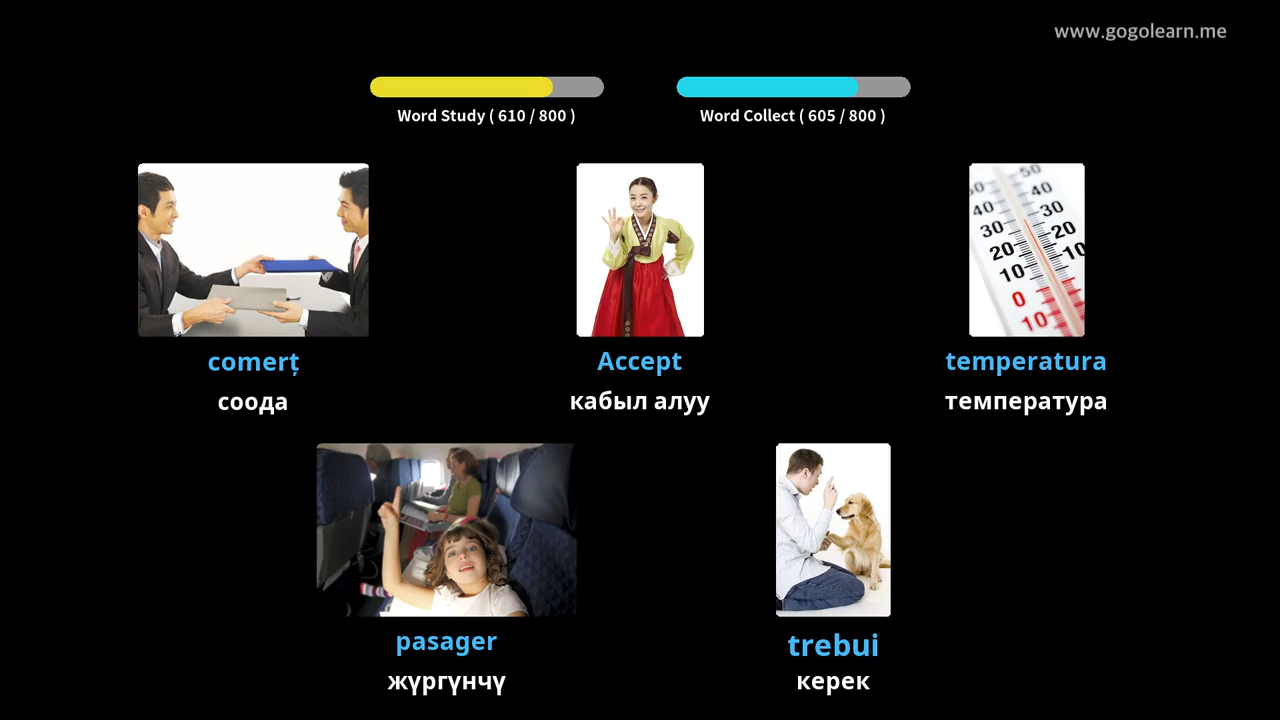 www.gogolearn.me
Word Study ( 610 / 800 )
Word Collect ( 605 / 800 )
comerț
соода
Accept
кабыл алуу
temperatura
температура
pasager
жүргүнчү
trebui
керек